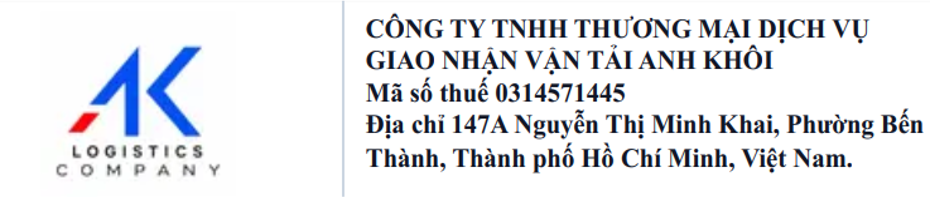 AK
LOGISTICS
COMPANY
CÔNG TY TNHH THƯƠNG MẠI DỊCH VỤ
GIAO NHẬN VẬN TẢI ANH KHÔI
Mã số thuế 0314571445
Địa chỉ 147A Nguyễn Thị Minh Khai, Phường Bến
Thành, Thành phố Hồ Chí Minh, Việt Nam.